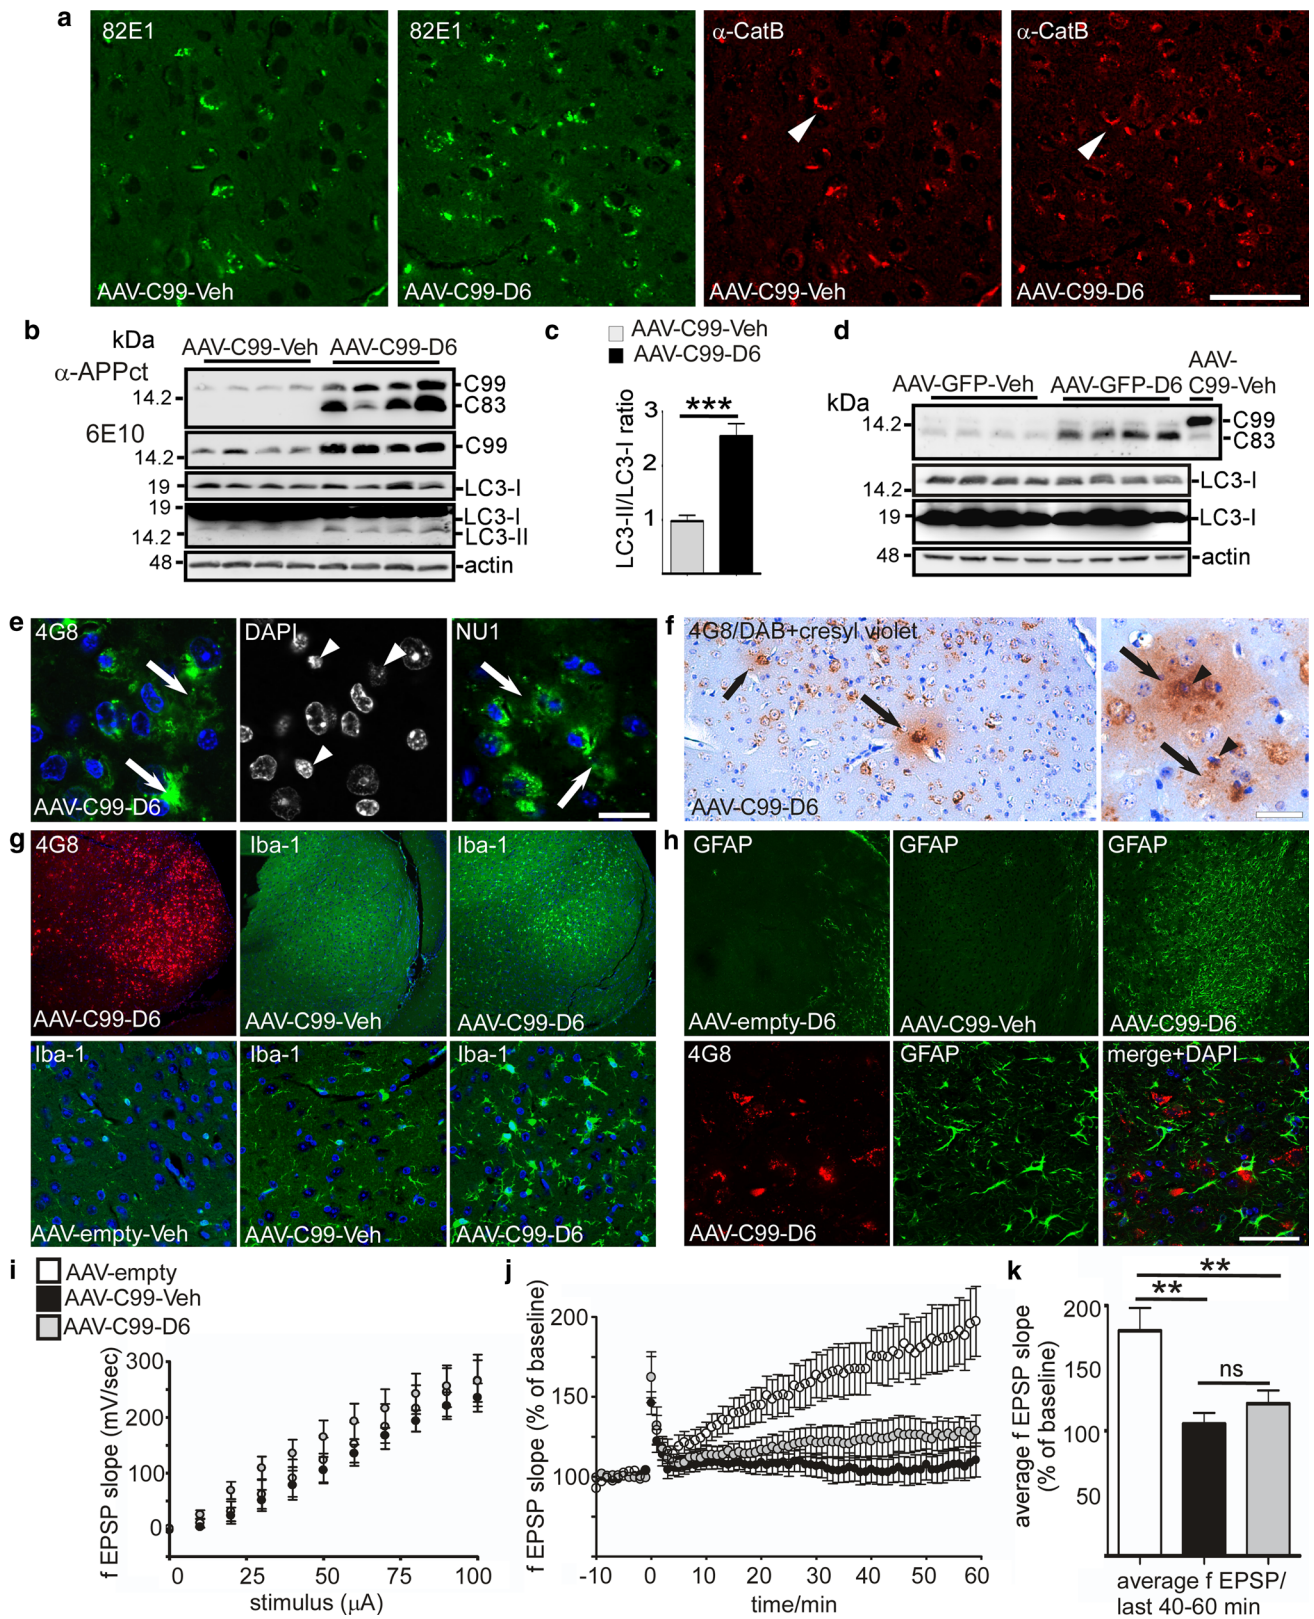 a
82E1
82E1
α-CatB
α-CatB
AAV-C99-Veh
AAV-C99-D6
AAV-C99-Veh
AAV-C99-D6
b
kDa
AAV-C99-Veh
AAV-C99-D6
α-APPct
14.2
C99
C83
6E10
14.2
C99
19
LC3-I
19
LC3-I
14.2
LC3-II
48
actin
c
AAV-C99-Veh
AAV-C99-D6
LC3-II/LC3-I ratio
***
3
2
1
d
AAV-
C99-Veh
AAV-GFP-Veh
AAV-GFP-D6
kDa
14.2
C99
C83
14.2
LC3-I
19
LC3-I
48
actin
e
4G8
DAPI
NU1
AAV-C99-D6
f
4G8/DAB+cresyl violet
AAV-C99-D6
g
4G8
Iba-1
Iba-1
AAV-C99-D6
AAV-C99-Veh
AAV-C99-D6
Iba-1
Iba-1
Iba-1
AAV-empty-Veh
AAV-C99-Veh
AAV-C99-D6
h
GFAP
GFAP
GFAP
AAV-empty-D6
AAV-C99-Veh
AAV-C99-D6
4G8
GFAP
merge+DAPI
AAV-C99-D6
i
AAV-empty
AAV-C99-Veh
AAV-C99-D6
f EPSP slope (mV/sec)
300
200
100
0
0 25 50 75 100
stimulus (µA)
j
f EPSP slope (% of baseline)
200
150
100
-10 0 10 20 30 40 50 60
time/min
k
average f EPSP slope
(% of baseline)
**
**
ns
200
150
100
50
average f EPSP/
last 40-60 min